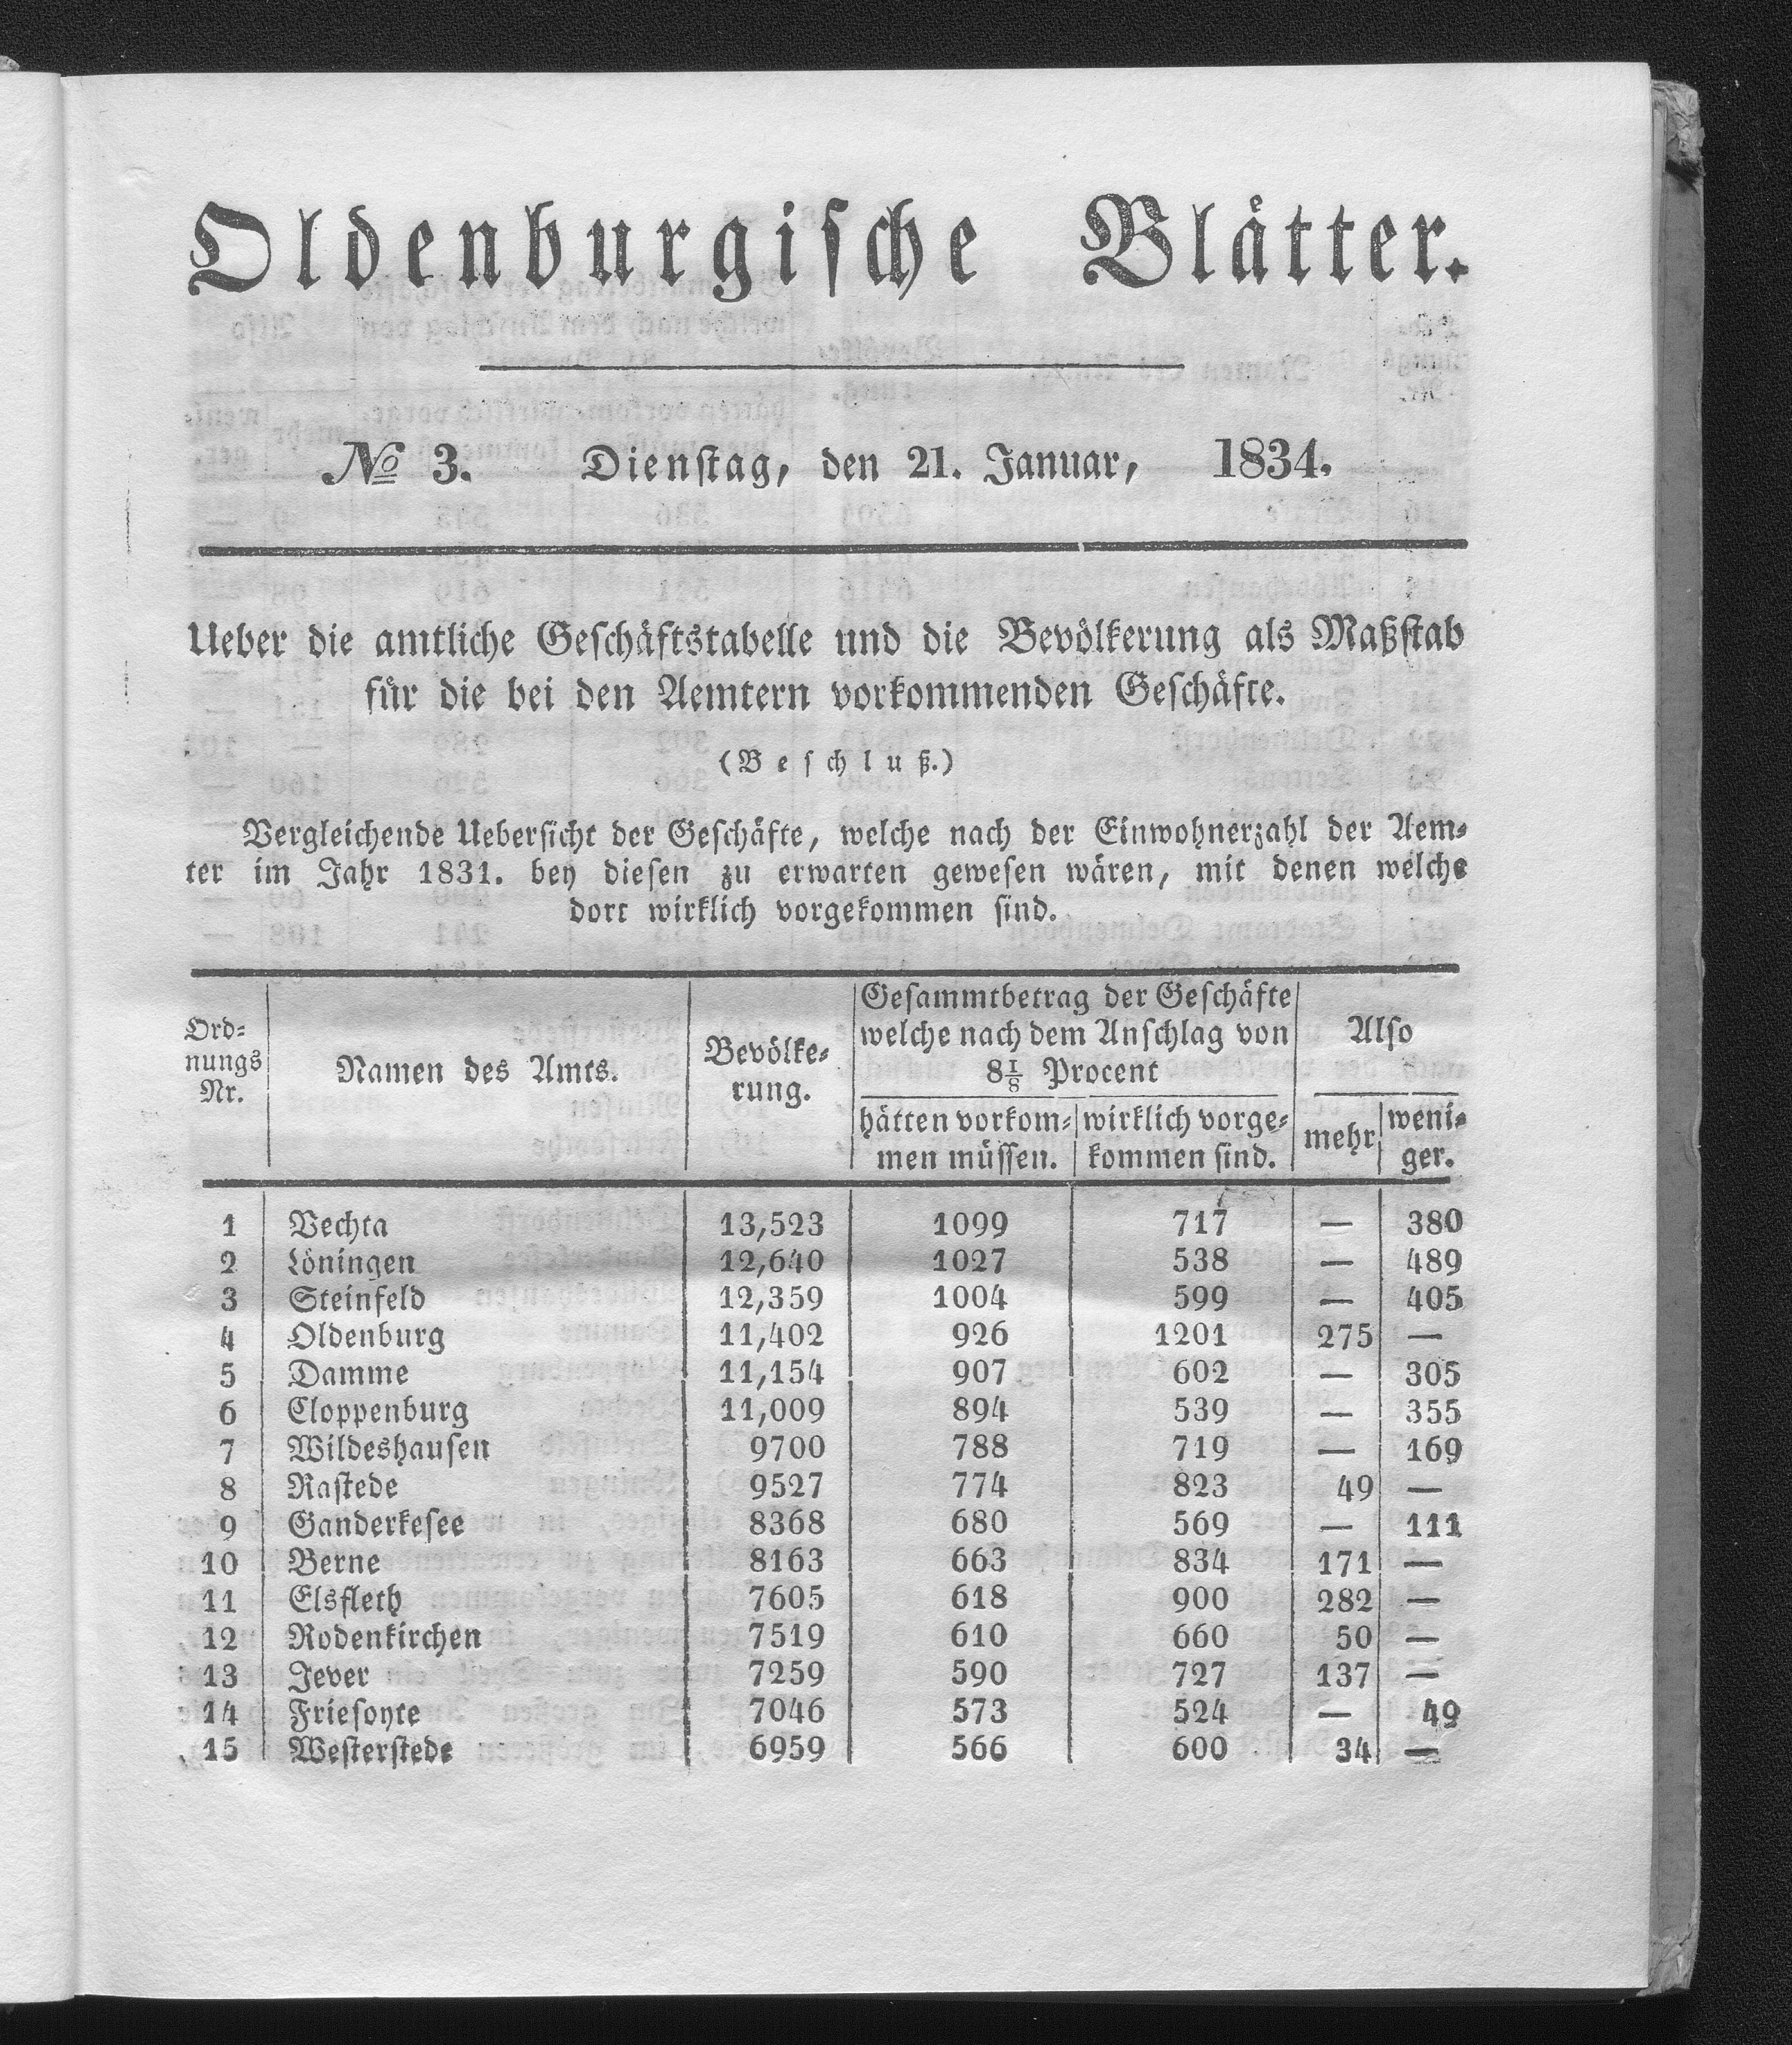 Oldenburgische Blätter.
№ 3. Dienstag, den 21. Januar, 1834.
Ueber die amtliche Geschäftstabelle und die Bevölkerung als Maßstab
für die bei den Aemtern vorkommenden Geschäfte.
(Beschluß.)
Vergleichende Uebersicht der Geschäfte, welche nach der Einwohnerzahl der Aem-
ter im Jahr 1831. bey diesen zu erwarten gewesen wären, mit denen welche
dort wirklich vorgekommen sind.
Ord-
nungs
Nr.
Namen des Amts.
Bevölke-
rung.
Gesammtbetrag der Geschäfte
welche nach dem Anschlag von
8⅛ Procent
hätten vorkom-
men müssen.
wirklich vorge-
kommen sind.
Also
mehr
weni-
ger.
1 Vechta 13,523 1099 717 — 380
2 Löningen 12,640 1027 538 — 489
3 Steinfeld 12,359 1004 599 — 405
4 Oldenburg 11,402 926 1201 275 —
5 Damme 11,154 907 602 — 305
6 Cloppenburg 11,009 894 539 — 355
7 Wildeshausen 9700 788 719 — 169
8 Rastede 9527 774 823 49 —
9 Ganderkesee 8368 680 569 — 111
10 Berne 8163 663 834 171 —
11 Elsfleth 7605 618 900 282 —
12 Rodenkirchen 7519 610 660 50 —
13 Jever 7259 590 727 137 —
14 Friesoyte 7046 573 524 — 49
15 Westerstede 6959 566 600 34 —